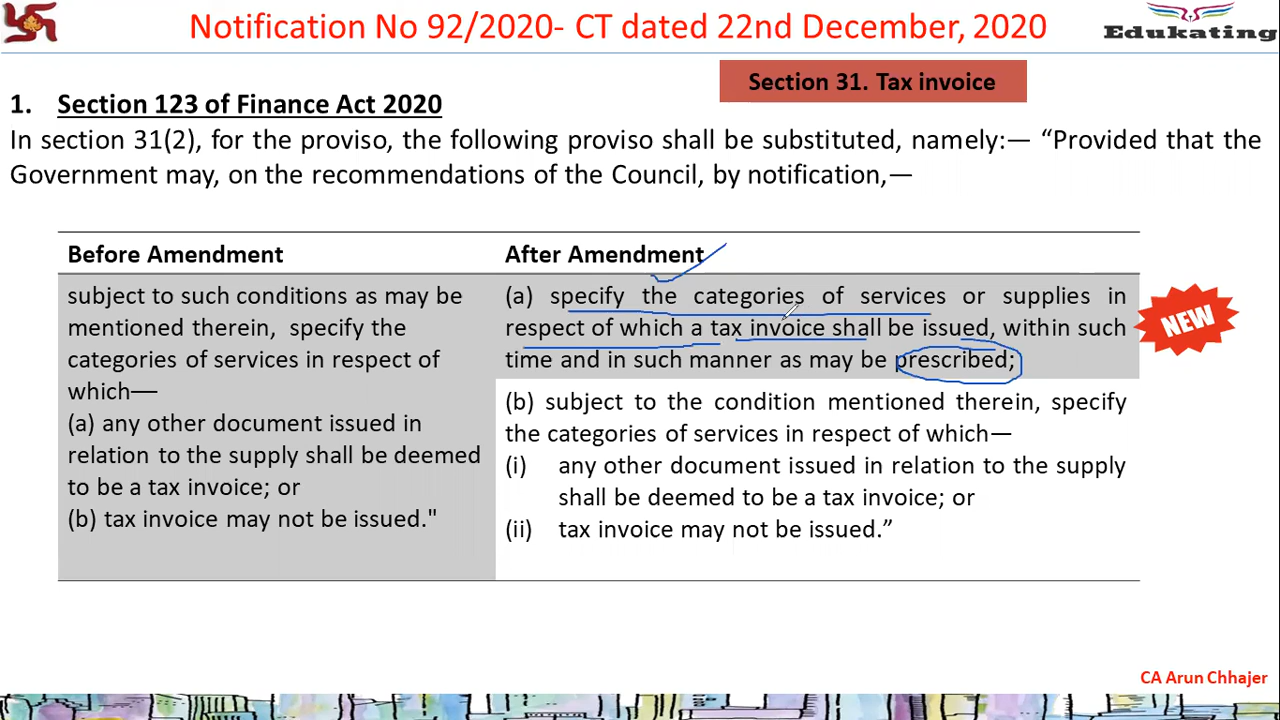 Notification No 92/2020- CT dated 22nd December, 2020
Edukating
Section 31. Tax invoice
1. Section 123 of Finance Act 2020
In section 31(2), for the proviso, the following proviso shall be substituted, namely:— “Provided that the
Government may, on the recommendations of the Council, by notification,—
Before Amendment
subject to such conditions as may be
mentioned therein, specify the
categories of services in respect of
which—
(a) any other document issued in
relation to the supply shall be deemed
to be a tax invoice; or
(b) tax invoice may not be issued."
After Amendment
(a) specify the categories of services or supplies in
respect of which a tax invoice shall be issued, within such
time and in such manner as may be prescribed;
(b) subject to the condition mentioned therein, specify
the categories of services in respect of which—
(i) any other document issued in relation to the supply
shall be deemed to be a tax invoice; or
(ii) tax invoice may not be issued.”
NEW
CA Arun Chhajer